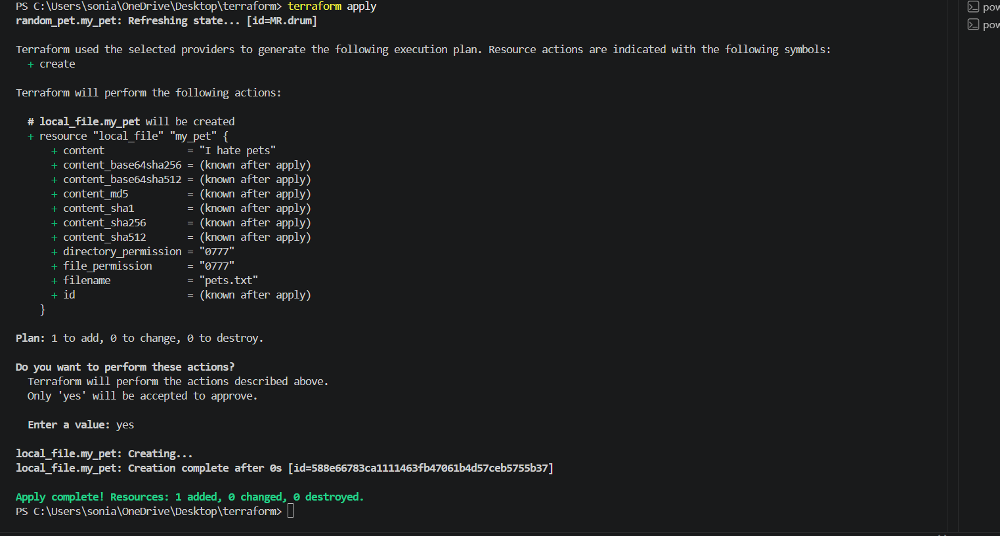 PS C:\Users\sonia\OneDrive\Desktop\terraform> terraform apply
random_pet.my_pet: Refreshing state... [id=MR.drum]
Terraform used the selected providers to generate the following execution plan. Resource actions are indicated with the following symbols:
+ create
Terraform will perform the following actions:
# local_file.my_pet will be created
+ resource "local_file" "my_pet" {
+ content = "I hate pets"
+ content_base64sha256 = (known after apply)
+ content_base64sha512 = (known after apply)
+ content_md5 = (known after apply)
+ content_sha1 = (known after apply)
+ content_sha256 = (known after apply)
+ content_sha512 = (known after apply)
+ directory_permission = "0777"
+ file_permission = "0777"
+ filename = "pets.txt"
+ id = (known after apply)
}
Plan: 1 to add, 0 to change, 0 to destroy.
Do you want to perform these actions?
Terraform will perform the actions described above.
Only 'yes' will be accepted to approve.
Enter a value: yes
local_file.my_pet: Creating...
local_file.my_pet: Creation complete after 0s [id=588e66783ca1111463fb47061b4d57ceb5755b37]
Apply complete! Resources: 1 added, 0 changed, 0 destroyed.
PS C:\Users\sonia\OneDrive\Desktop\terraform>
pow
pow